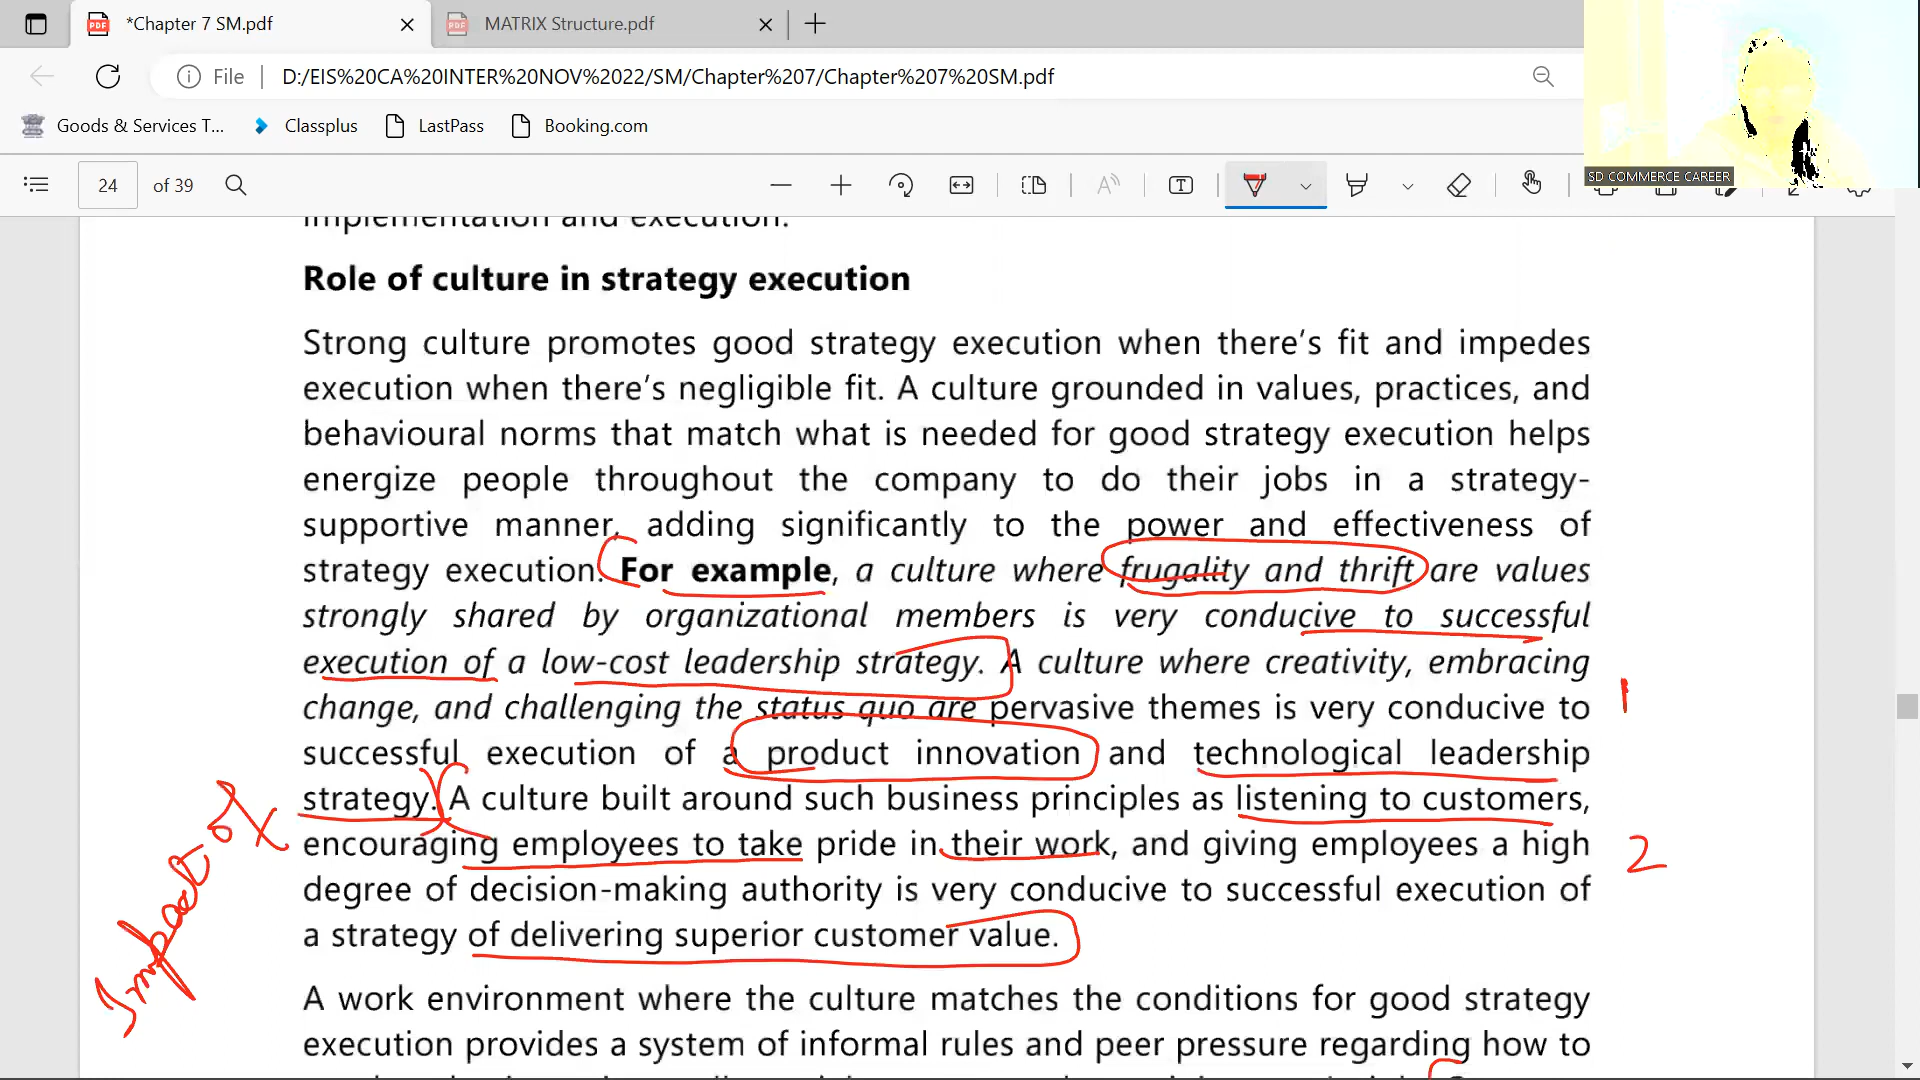 *Chapter 7 SM.pdf
MATRIX Structure.pdf
File
D:/EIS%20CA%20INTER%20NOV%2022/SM/Chapter%207/Chapter%207%20SM.pdf
Goods & Services T...
Classplus
LastPass
Booking.com
SD COMMERCE CAREER
24
of 39
implementation and execution.
Role of culture in strategy execution
Strong culture promotes good strategy execution when there's fit and impedes
execution when there's negligible fit. A culture grounded in values, practices, and
behavioural norms that match what is needed for good strategy execution helps
energize people throughout the company to do their jobs in a strategy-
supportive manner, adding significantly to the power and effectiveness of
strategy execution. For example, a culture where frugality and thrift are values
strongly shared by organizational members is very conducive to successful
execution of a low-cost leadership strategy. A culture where creativity, embracing
change, and challenging the status quo are pervasive themes is very conducive to
1
successful execution of a product innovation and technological leadership
strategy. A culture built around such business principles as listening to customers,
encouraging employees to take pride in their work, and giving employees a high
2
degree of decision-making authority is very conducive to successful execution of
a strategy of delivering superior customer value.
Impact of
A work environment where the culture matches the conditions for good strategy
execution provides a system of informal rules and peer pressure regarding how to